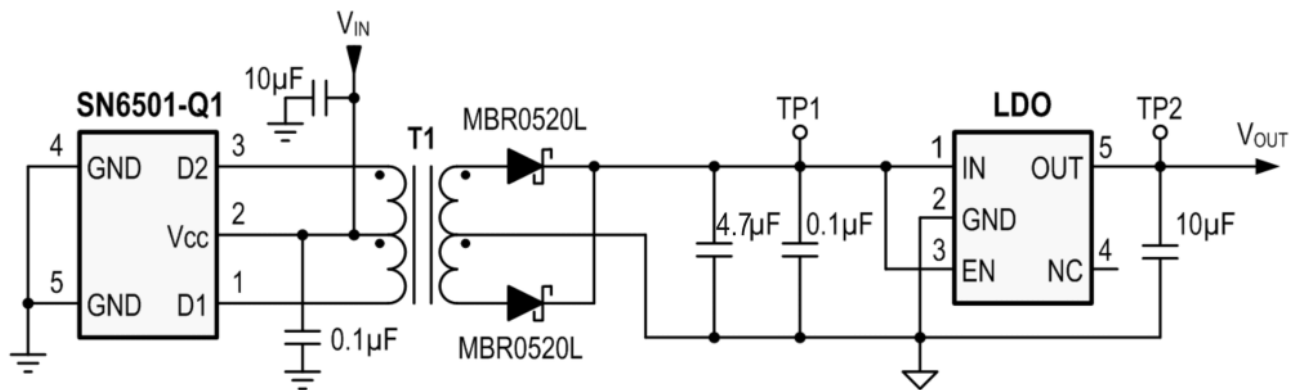 VIN
10µF
SN6501-Q1
4
GND
D2
3
2
VCC
5
GND
D1
1
0.1µF
T1
MBR0520L
MBR0520L
4.7µF
TP1
0.1µF
LDO
1
IN
OUT
5
2
GND
3
EN
NC
4
TP2
10µF
VOUT